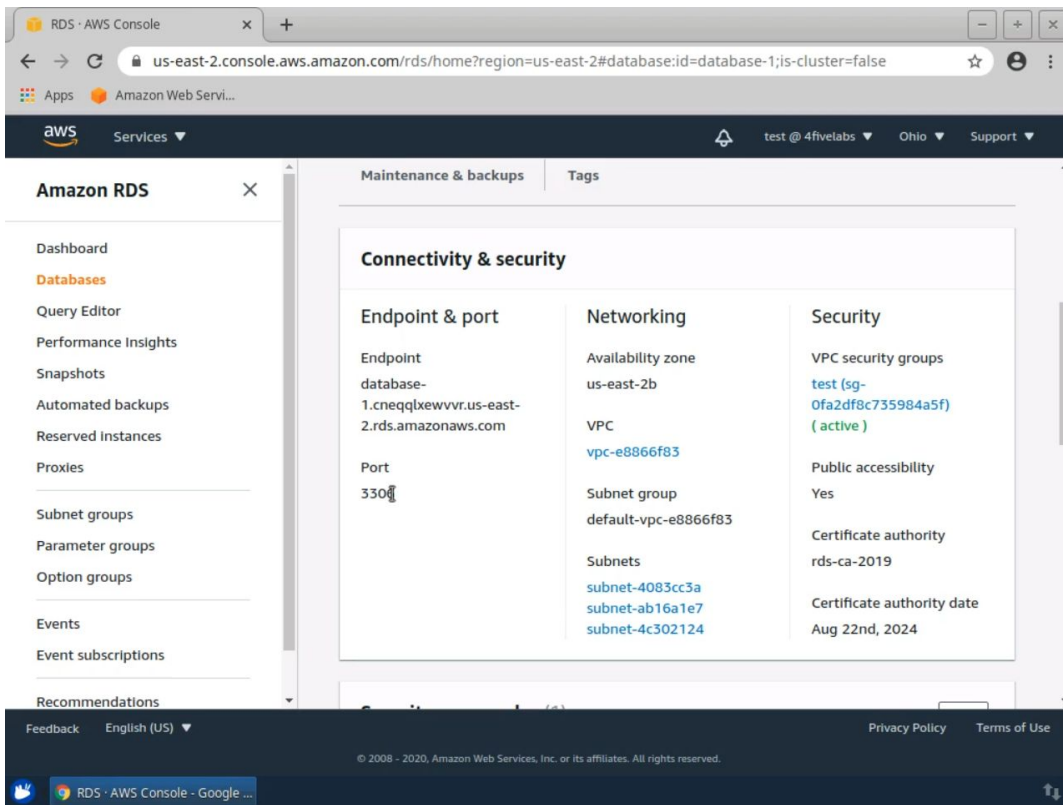 RDS · AWS Console
us-east-2.console.aws.amazon.com/rds/home?region=us-east-2#database:id=database-1;is-cluster=false
Apps Amazon Web Servi...
aws Services ▼ test @ 4fivelabs ▼ Ohio ▼ Support ▼
Amazon RDS
Dashboard
Databases
Query Editor
Performance Insights
Snapshots
Automated backups
Reserved instances
Proxies
Subnet groups
Parameter groups
Option groups
Events
Event subscriptions
Recommendations
Maintenance & backups Tags
Connectivity & security
Endpoint & port
Endpoint
database-
1.cneqqlxewvvr.us-east-
2.rds.amazonaws.com
Port
3306
Networking
Availability zone
us-east-2b
VPC
vpc-e8866f83
Subnet group
default-vpc-e8866f83
Subnets
subnet-4083cc3a
subnet-ab16a1e7
subnet-4c302124
Security
VPC security groups
test (sg-
0fa2df8c735984a5f)
( active )
Public accessibility
Yes
Certificate authority
rds-ca-2019
Certificate authority date
Aug 22nd, 2024
Feedback English (US) ▼ Privacy Policy Terms of Use
© 2008 - 2020, Amazon Web Services, Inc. or its affiliates. All rights reserved.
RDS · AWS Console - Google ...